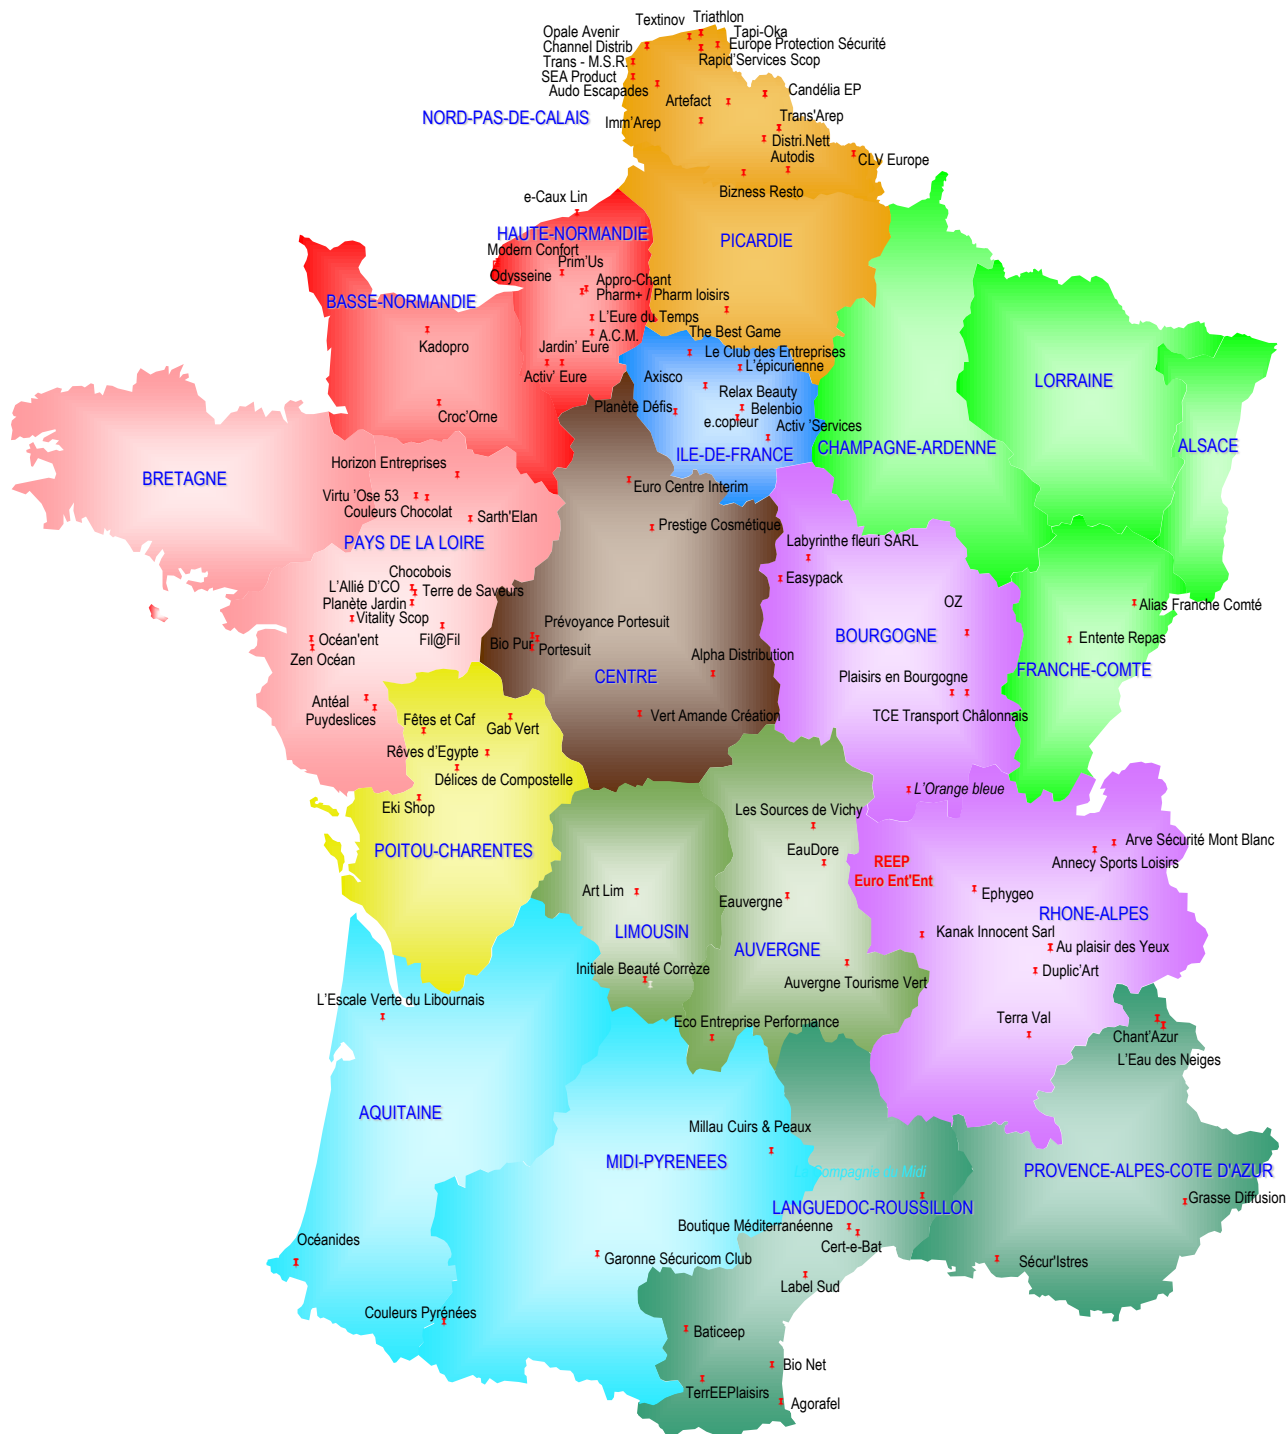 Triathlon
Textinov
Opale Avenir
Tapi-Oka
Channel Distrib
Europe Protection Sécurité
Trans - M.S.R.
Rapid'Services Scop
SEA Product
Audo Escapades
Candélia EP
Artefact
NORD-PAS-DE-CALAIS
Imm'Arep
Trans'Arep
Distri.Nett
Autodis
CLV Europe
Bizness Resto
e-Caux Lin
HAUTE-NORMANDIE
PICARDIE
Modern Confort
Prim'Us
Odysseine
Appro-Chant
Pharm+ / Pharm loisirs
BASSE-NORMANDIE
L'Eure du Temps
The Best Game
A.C.M.
Kadopro
Jardin' Eure
Le Club des Entreprises
L'épicurienne
Activ' Eure
Axisco
LORRAINE
Relax Beauty
Planète Défis
Belenbio
Croc'Orne
e.copieur
Activ 'Services
CHAMPAGNE-ARDENNE
ALSACE
ILE-DE-FRANCE
Horizon Entreprises
BRETAGNE
Euro Centre Interim
Virtu 'Ose 53
Couleurs Chocolat
Sarth'Elan
Prestige Cosmétique
PAYS DE LA LOIRE
Labyrinthe fleuri SARL
Chocobois
Easypack
L'Allié D'CO
Terre de Saveurs
Planète Jardin
OZ
Alias Franche Comté
Vitality Scop
Prévoyance Portesuit
Océan'ent
Fil@Fil
Bio Pur
Portesuit
BOURGOGNE
Entente Repas
Zen Océan
Alpha Distribution
CENTRE
FRANCHE-COMTE
Plaisirs en Bourgogne
Antéal
Puydeslices
Fêtes et Caf
Gab Vert
Vert Amande Création
TCE Transport Châlonnais
Rêves d'Egypte
Délices de Compostelle
L'Orange bleue
Eki Shop
Les Sources de Vichy
POITOU-CHARENTES
EauDore
REEP
Euro Ent'Ent
Arve Sécurité Mont Blanc
Annecy Sports Loisirs
Art Lim
Eauvergne
Ephygeo
RHONE-ALPES
LIMOUSIN
Kanak Innocent Sarl
AUVERGNE
Au plaisir des Yeux
Initiale Beauté Corrèze
Auvergne Tourisme Vert
Duplic'Art
L'Escale Verte du Libournais
Eco Entreprise Performance
Terra Val
Chant'Azur
L'Eau des Neiges
AQUITAINE
Millau Cuirs & Peaux
MIDI-PYRENEES
La Compagnie du Midi
PROVENCE-ALPES-COTE D'AZUR
Grasse Diffusion
LANGUEDOC-ROUSSILLON
Boutique Méditerranéenne
Océanides
Cert-e-Bat
Garonne Sécuricom Club
Sécur'Istres
Label Sud
Couleurs Pyrénées
Baticeep
Bio Net
TerrEEPlaisirs
Agorafel